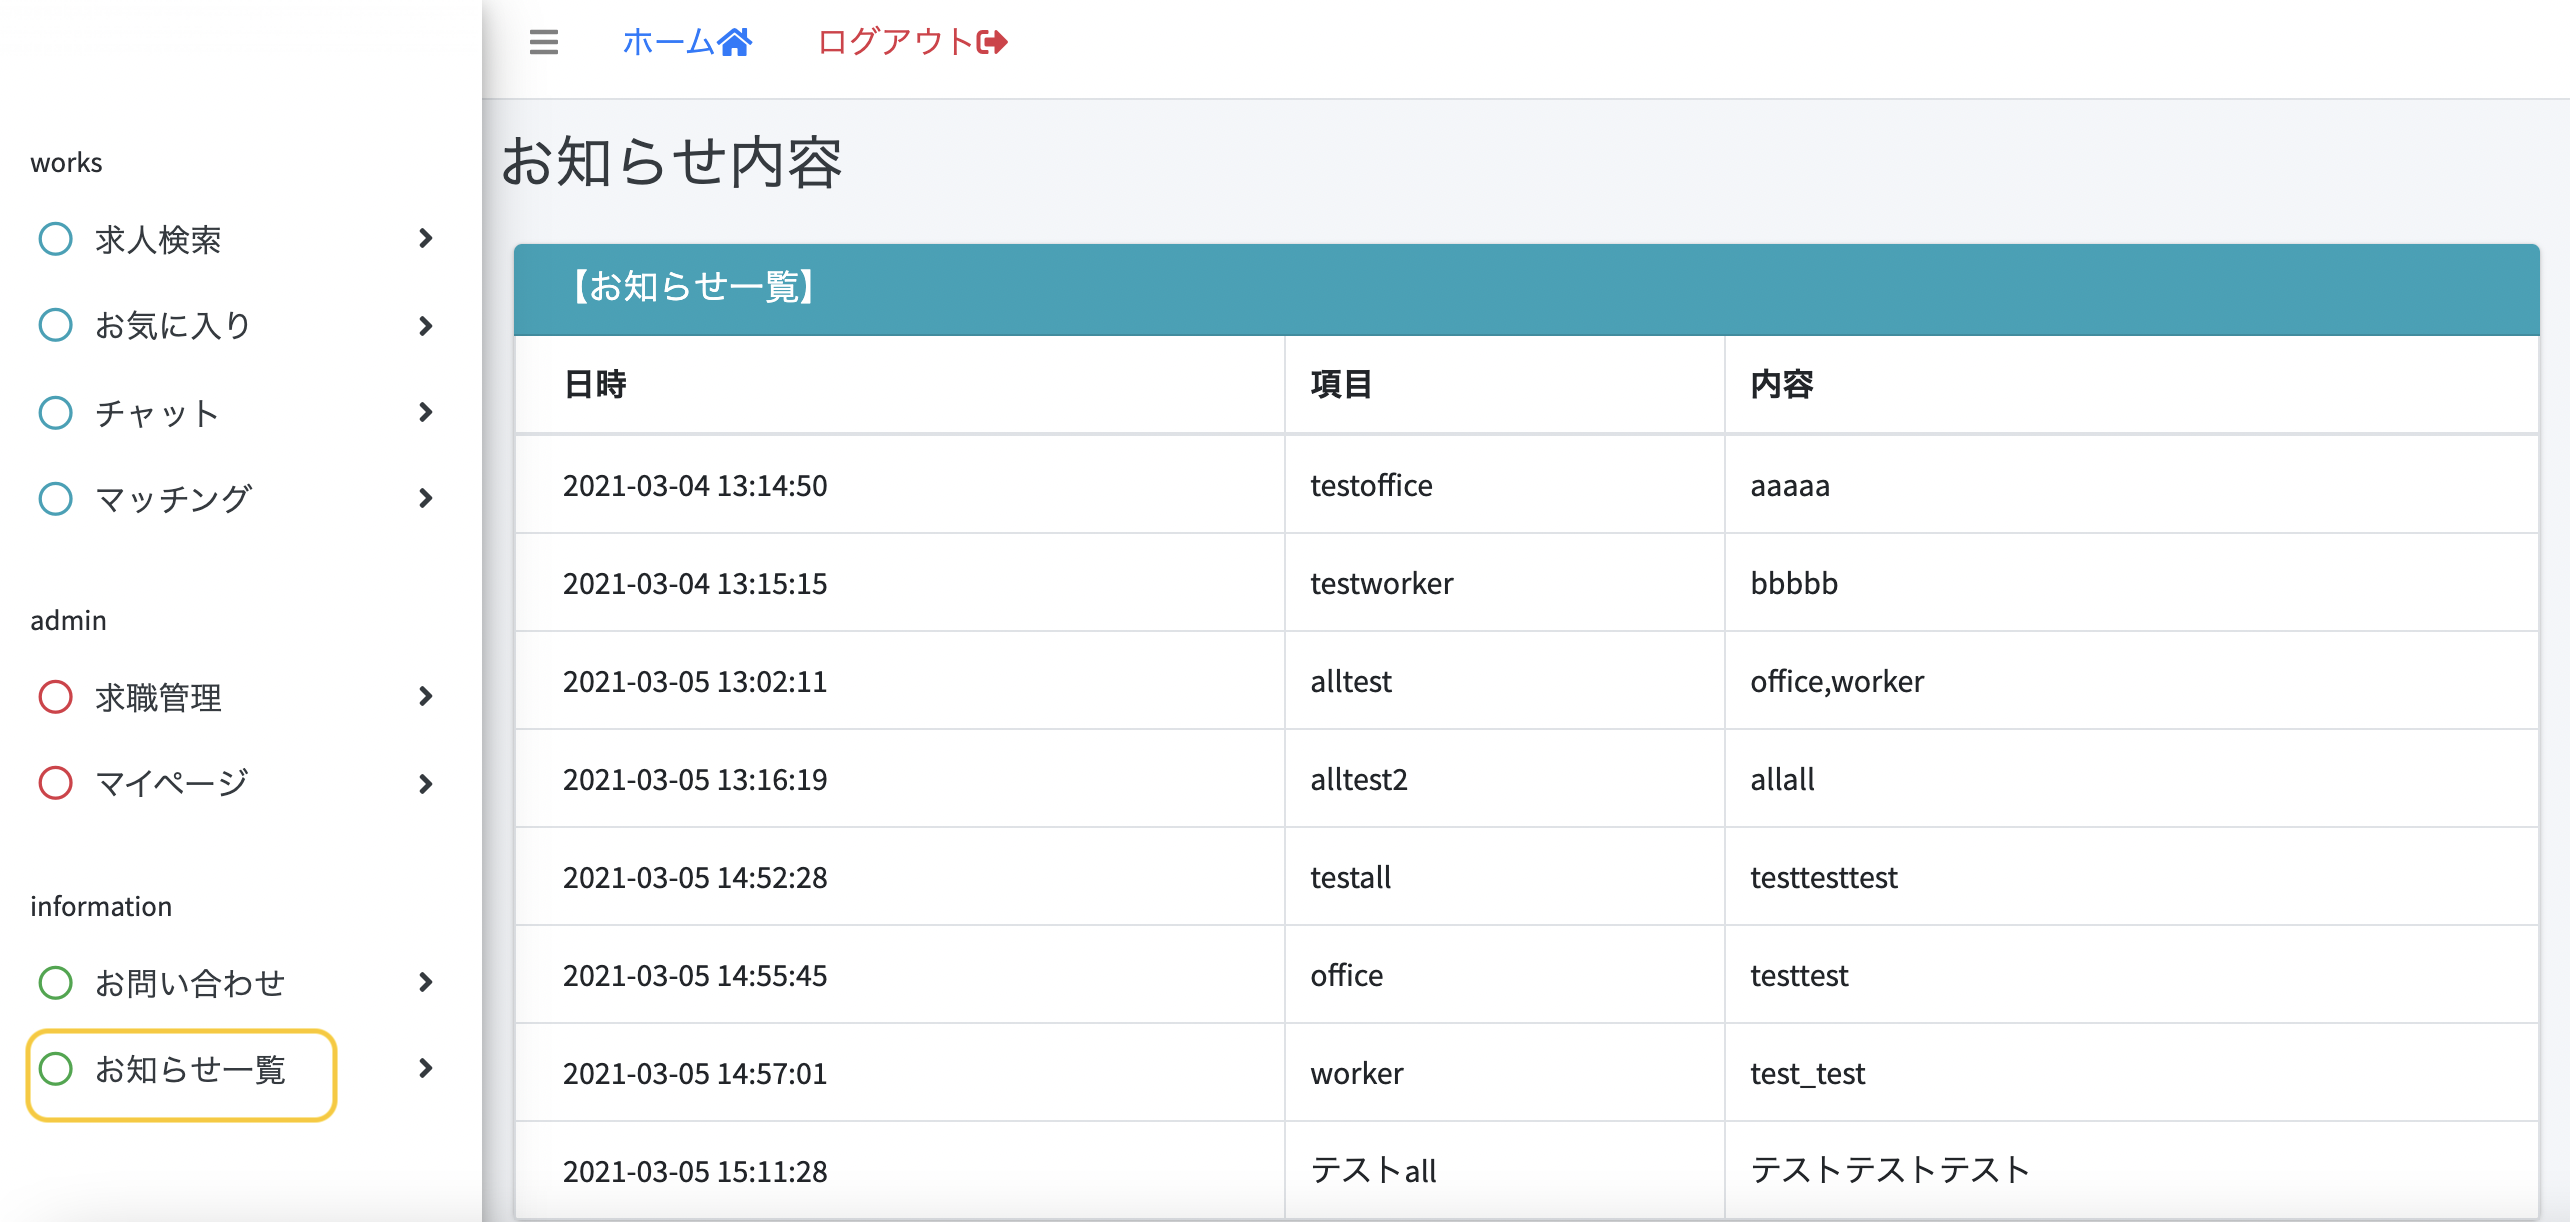 ホーム
ログアウト
works
求人検索
お気に入り
チャット
マッチング
admin
求職管理
マイページ
information
お問い合わせ
お知らせ一覧
お知らせ内容
【お知らせ一覧】
日時 項目 内容
2021-03-04 13:14:50 testoffice aaaaa
2021-03-04 13:15:15 testworker bbbbb
2021-03-05 13:02:11 alltest office,worker
2021-03-05 13:16:19 alltest2 allall
2021-03-05 14:52:28 testall testtesttest
2021-03-05 14:55:45 office testtest
2021-03-05 14:57:01 worker test_test
2021-03-05 15:11:28 テストall テストテストテスト